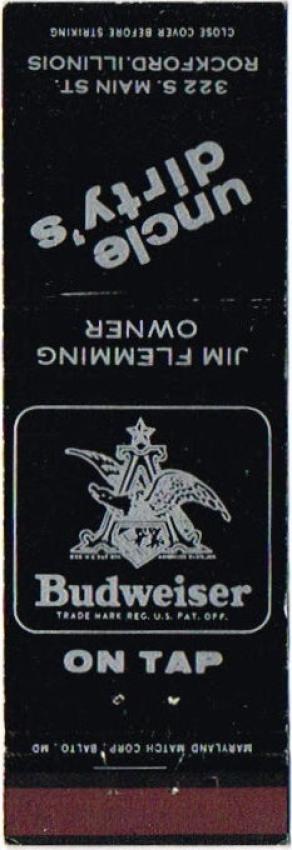 CLOSE COVER BEFORE STRIKING
322 S. MAIN ST.
ROCKFORD, ILLINOIS
uncle
dirty's
JIM FLEMMING
OWNER
Budweiser
TRADE MARK REG. U.S. PAT. OFF.
ON TAP
MARYLAND MATCH CORP., BALTO., MD